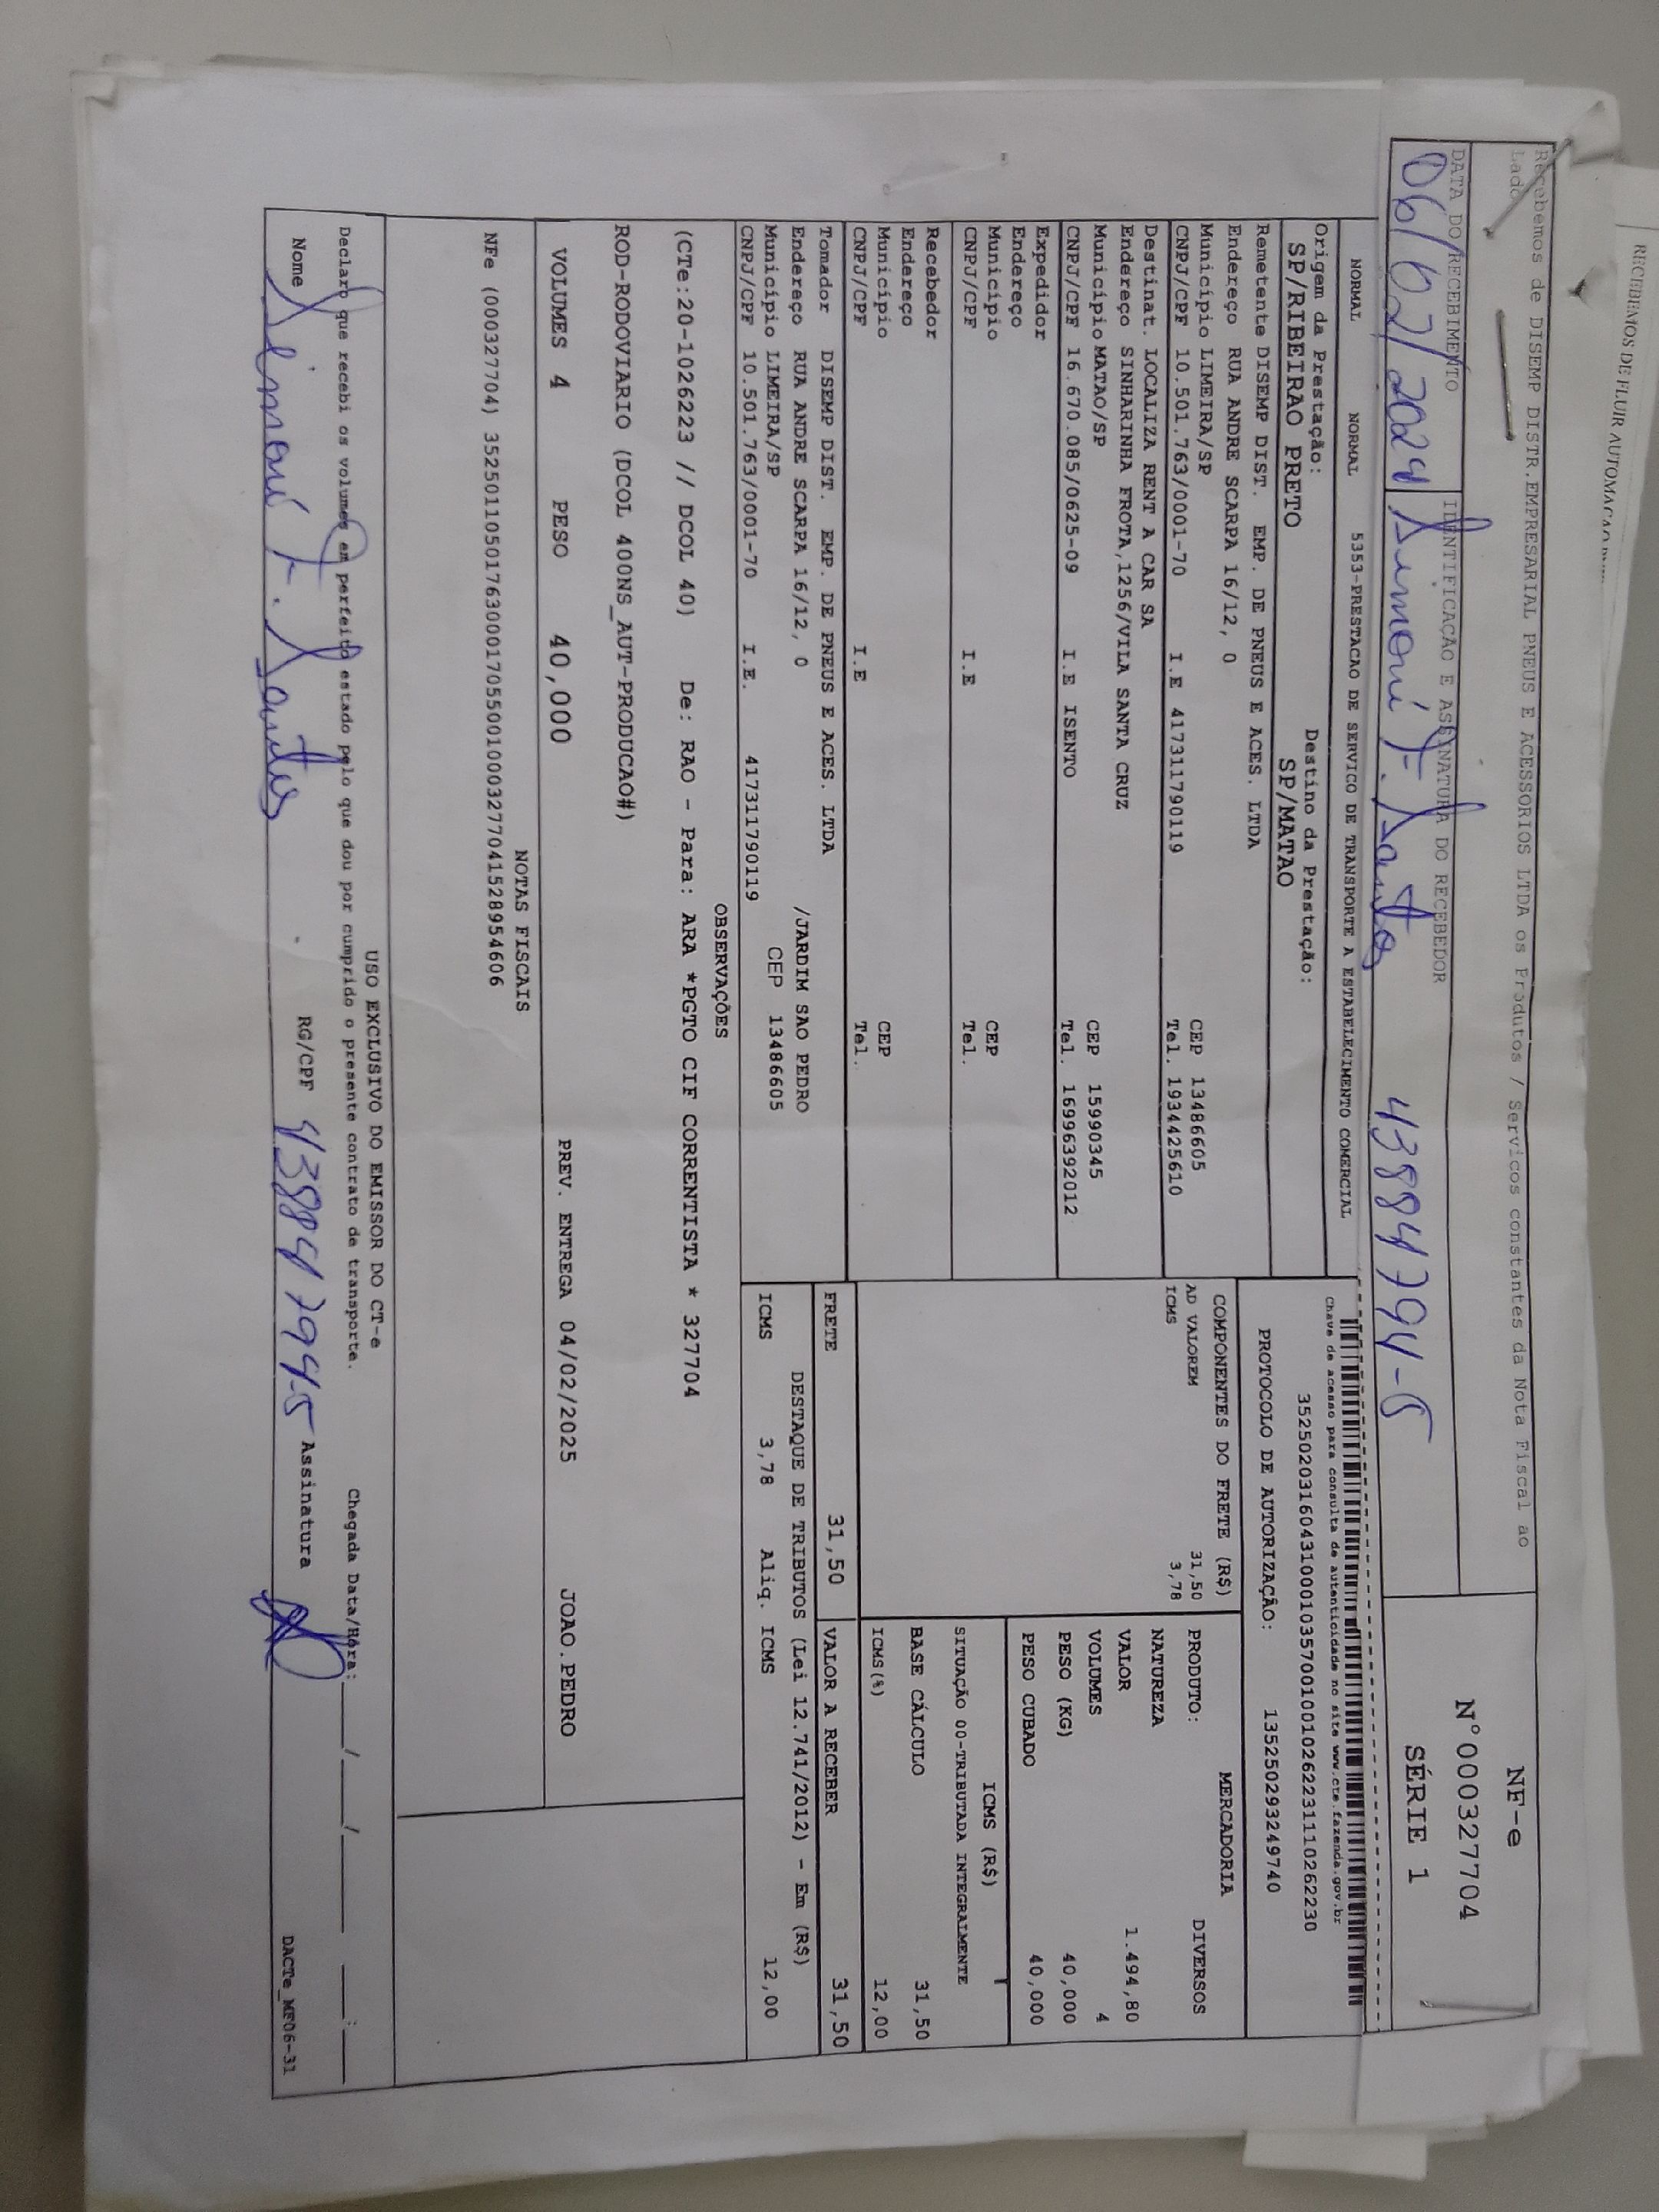 RECEBEMOS DE FLUIR AUTOMACAO
Recebemos de DISEMP DISTR.EMPRESARIAL PNEUS E ACESSORIOS LTDA os Produtos / Serviços constantes da Nota Fiscal ao
Lado
NF-e
Nº000327704
SÉRIE 1
DATA DO RECEBIMENTO
IDENTIFICAÇÃO E ASSINATURA DO RECEBEDOR
F. Santos
NORMAL NORMAL 5353-PRESTACAO DE SERVICO DE TRANSPORTE A ESTABELECIMENTO COMERCIAL
Chave de acesso para consulta de autenticidade no site www.cte.fazenda.gov.br
35250203160431000103570010010262231110262230
PROTOCOLO DE AUTORIZAÇÃO: 135250293249740
Origem da Prestação: Destino da Prestação:
SP/RIBEIRAO PRETO SP/MATAO
Remetente DISEMP DIST. EMP. DE PNEUS E ACES. LTDA
Endereço RUA ANDRE SCARPA 16/12, 0
Município LIMEIRA/SP CEP 13486605
CNPJ/CPF 10.501.763/0001-70 I.E 417311790119 Tel. 1934425610
Destinat. LOCALIZA RENT A CAR SA
Endereço SINHARINHA FROTA,1256/VILA SANTA CRUZ
Município MATAO/SP CEP 15990345
CNPJ/CPF 16.670.085/0625-09 I.E ISENTO Tel. 16996392012
Expedidor
Endereço
Município CEP
CNPJ/CPF I.E Tel.
Recebedor
Endereço
Município CEP
CNPJ/CPF I.E Tel.
Tomador DISEMP DIST. EMP. DE PNEUS E ACES. LTDA
Endereço RUA ANDRE SCARPA 16/12, 0 /JARDIM SAO PEDRO
Município LIMEIRA/SP CEP 13486605
CNPJ/CPF 10.501.763/0001-70 I.E. 417311790119
COMPONENTES DO FRETE (R$)
AD VALOREM 31,50
ICMS 3,78
MERCADORIA
PRODUTO: DIVERSOS
NATUREZA
VALOR 1.494,80
VOLUMES 4
PESO (KG) 40,000
PESO CUBADO 40,000
ICMS (R$)
SITUAÇÃO 00-TRIBUTADA INTEGRALMENTE
BASE CÁLCULO 31,50
ICMS(%) 12,00
FRETE 31,50 VALOR A RECEBER 31,50
DESTAQUE DE TRIBUTOS (Lei 12.741/2012) - Em (R$)
ICMS 3,78 Aliq. ICMS 12,00
OBSERVAÇÕES
(CTe:20-1026223 // DCOL 40) De: RAO - Para: ARA *PGTO CIF CORRENTISTA * 327704
ROD-RODOVIARIO (DCOL 400NS_AUT-PRODUCAO#)
VOLUMES 4 PESO 40,000 PREV. ENTREGA 04/02/2025 JOAO.PEDRO
NOTAS FISCAIS
NFe (000327704) 35250110501763000170550010003277041528954606
USO EXCLUSIVO DO EMISSOR DO CT-e
Declaro que recebi os volumes em perfeito estado pelo que dou por cumprido o presente contrato de transporte. Chegada Data/Hora: ___/___/_____ ___:___
Nome F. Santos RG/CPF Assinatura
DACTe_MF06-31